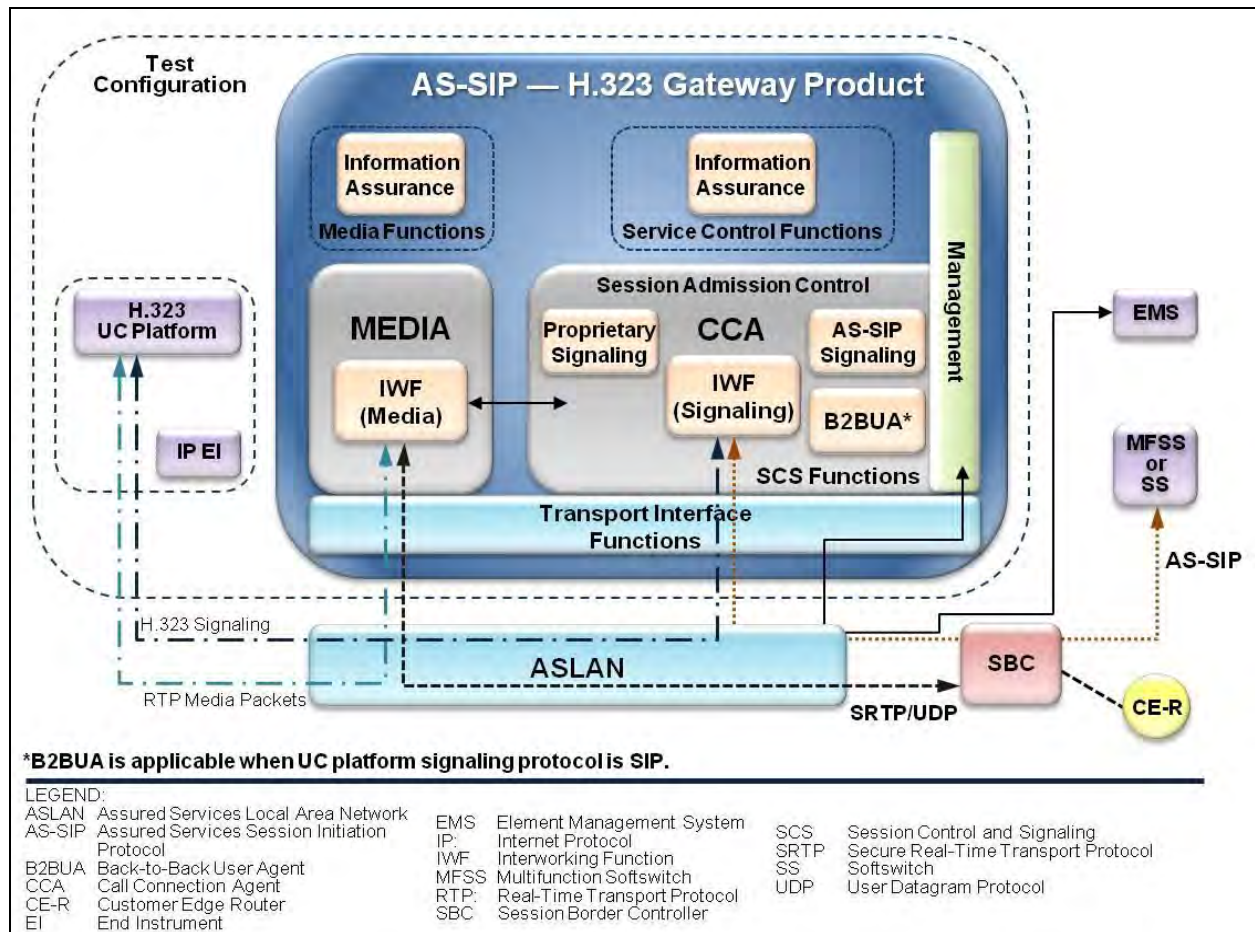 Test
Configuration
AS-SIP — H.323 Gateway Product
Information
Assurance
Media Functions
Information
Assurance
Service Control Functions
Management
H.323
UC Platform
IP EI
MEDIA
IWF
(Media)
Session Admission Control
Proprietary
Signaling
CCA
IWF
(Signaling)
AS-SIP
Signaling
B2BUA*
SCS Functions
Transport Interface
Functions
EMS
MFSS
or
SS
AS-SIP
H.323 Signaling
RTP Media Packets
ASLAN
SRTP/UDP
SBC
CE-R
*B2BUA is applicable when UC platform signaling protocol is SIP.
LEGEND:
ASLAN Assured Services Local Area Network
AS-SIP Assured Services Session Initiation
Protocol
B2BUA Back-to-Back User Agent
CCA Call Connection Agent
CE-R Customer Edge Router
EI End Instrument
EMS Element Management System
IP: Internet Protocol
IWF Interworking Function
MFSS Multifunction Softswitch
RTP: Real-Time Transport Protocol
SBC Session Border Controller
SCS Session Control and Signaling
SRTP Secure Real-Time Transport Protocol
SS Softswitch
UDP User Datagram Protocol